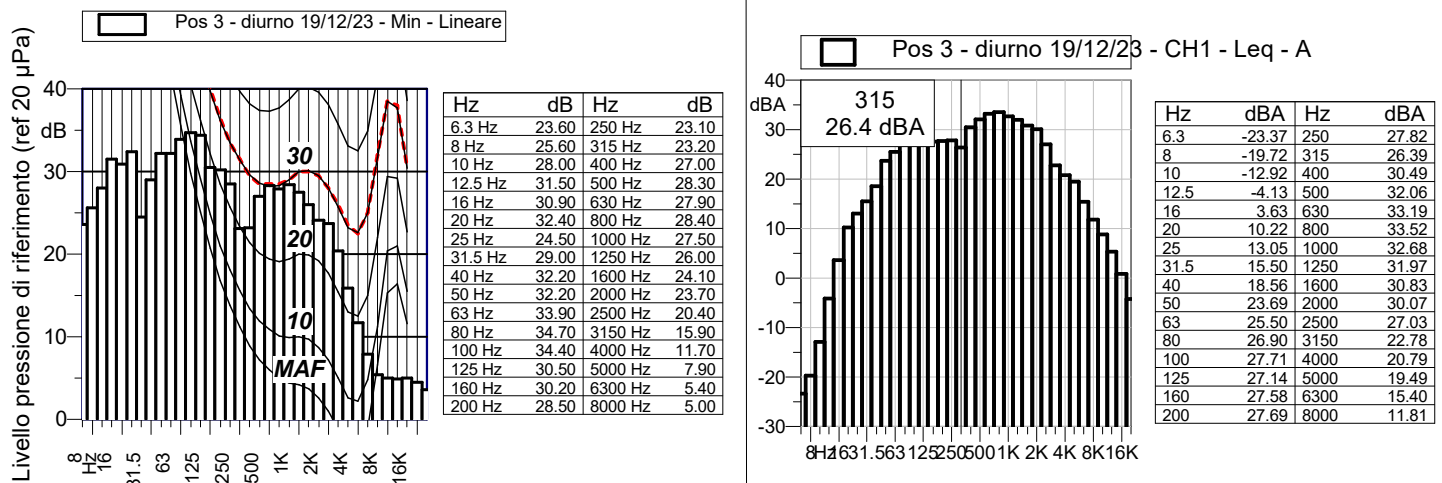 Pos 3 - diurno 19/12/23 - Min - Lineare
Livello pressione di riferimento (ref 20 µPa)
40
dB
30
20
10
0
30
20
10
MAF
8
Hz
16
31.5
63
125
250
500
1K
2K
4K
8K
16K
Hz dB Hz dB
6.3 Hz 23.60 250 Hz 23.10
8 Hz 25.60 315 Hz 23.20
10 Hz 28.00 400 Hz 27.00
12.5 Hz 31.50 500 Hz 28.30
16 Hz 30.90 630 Hz 27.90
20 Hz 32.40 800 Hz 28.40
25 Hz 24.50 1000 Hz 27.50
31.5 Hz 29.00 1250 Hz 26.00
40 Hz 32.20 1600 Hz 24.10
50 Hz 32.20 2000 Hz 23.70
63 Hz 33.90 2500 Hz 20.40
80 Hz 34.70 3150 Hz 15.90
100 Hz 34.40 4000 Hz 11.70
125 Hz 30.50 5000 Hz 7.90
160 Hz 30.20 6300 Hz 5.40
200 Hz 28.50 8000 Hz 5.00
Pos 3 - diurno 19/12/23 - CH1 - Leq - A
315
26.4 dBA
40
dBA
30
20
10
0
-10
-20
-30
8Hz 16 31.5 63 125 250 500 1K 2K 4K 8K 16K
Hz dBA Hz dBA
6.3 -23.37 250 27.82
8 -19.72 315 26.39
10 -12.92 400 30.49
12.5 -4.13 500 32.06
16 3.63 630 33.19
20 10.22 800 33.52
25 13.05 1000 32.68
31.5 15.50 1250 31.97
40 18.56 1600 30.83
50 23.69 2000 30.07
63 25.50 2500 27.03
80 26.90 3150 22.78
100 27.71 4000 20.79
125 27.14 5000 19.49
160 27.58 6300 15.40
200 27.69 8000 11.81